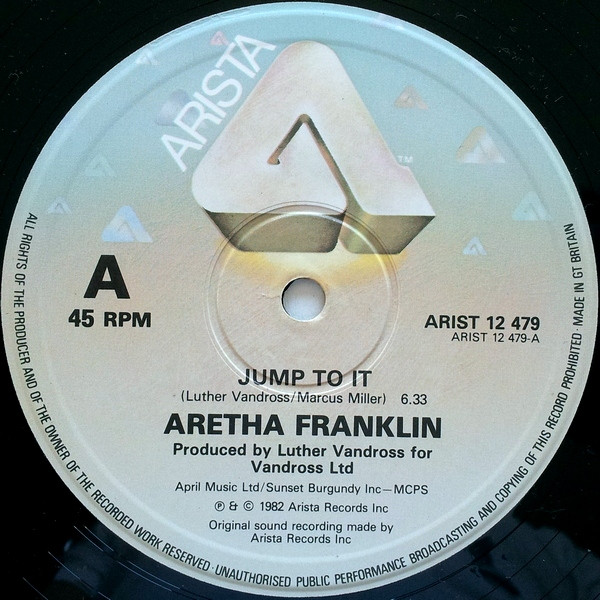 ARISTA
TM
A
45 RPM
ARIST 12 479
ARIST 12 479-A
JUMP TO IT
(Luther Vandross/Marcus Miller) 6.33
ARETHA FRANKLIN
Produced by Luther Vandross for
Vandross Ltd
April Music Ltd/Sunset Burgundy Inc—MCPS
℗ & © 1982 Arista Records Inc
Original sound recording made by
Arista Records Inc
ALL RIGHTS OF THE PRODUCER AND OF THE OWNER OF THE RECORDED WORK RESERVED · UNAUTHORISED PUBLIC PERFORMANCE BROADCASTING AND COPYING OF THIS RECORD PROHIBITED · MADE IN GT BRITAIN